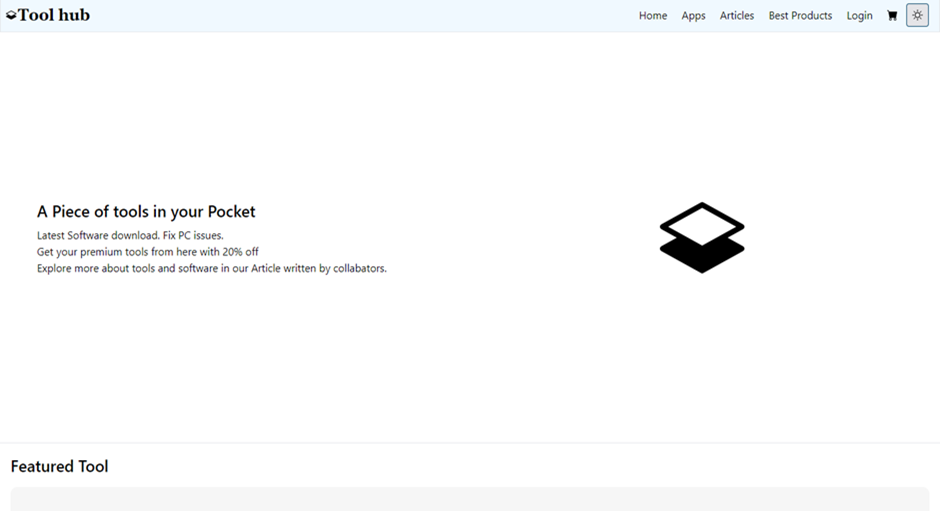 Tool hub
Home Apps Articles Best Products Login
A Piece of tools in your Pocket
Latest Software download. Fix PC issues.
Get your premium tools from here with 20% off
Explore more about tools and software in our Article written by collabators.
Featured Tool